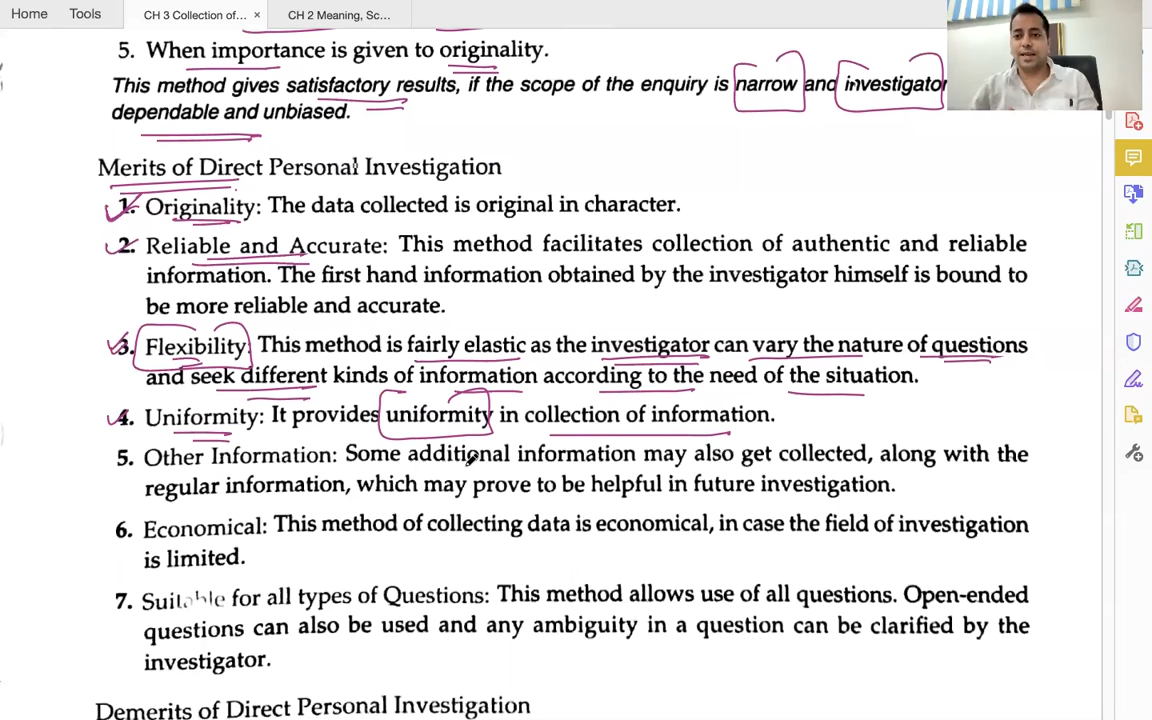 Home Tools CH 3 Collection of... × CH 2 Meaning, Sc...
5. When importance is given to originality.
This method gives satisfactory results, if the scope of the enquiry is narrow and investigator
dependable and unbiased.
Merits of Direct Personal Investigation
1. Originality: The data collected is original in character.
2. Reliable and Accurate: This method facilitates collection of authentic and reliable
information. The first hand information obtained by the investigator himself is bound to
be more reliable and accurate.
3. Flexibility: This method is fairly elastic as the investigator can vary the nature of questions
and seek different kinds of information according to the need of the situation.
4. Uniformity: It provides uniformity in collection of information.
5. Other Information: Some additional information may also get collected, along with the
regular information, which may prove to be helpful in future investigation.
6. Economical: This method of collecting data is economical, in case the field of investigation
is limited.
7. Suitable for all types of Questions: This method allows use of all questions. Open-ended
questions can also be used and any ambiguity in a question can be clarified by the
investigator.
Demerits of Direct Personal Investigation